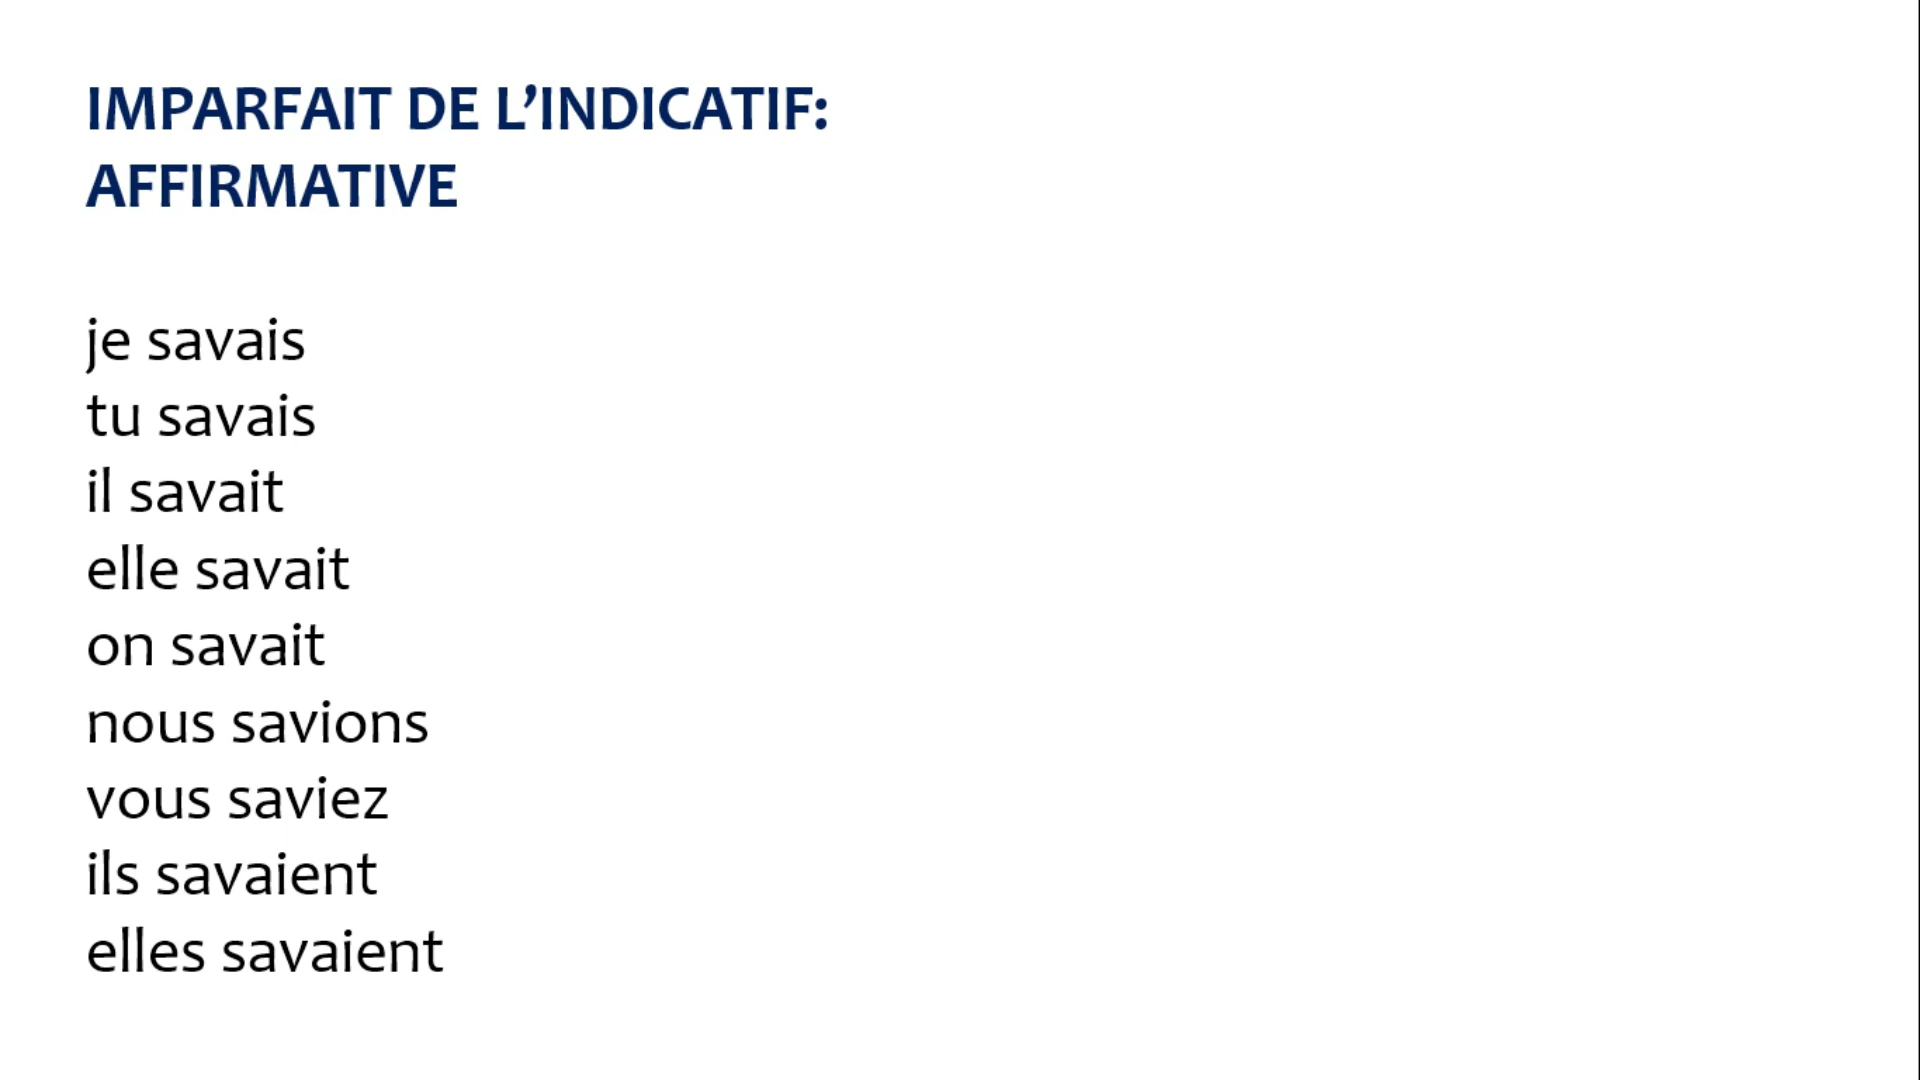 IMPARFAIT DE L’INDICATIF:
AFFIRMATIVE
je savais
tu savais
il savait
elle savait
on savait
nous savions
vous saviez
ils savaient
elles savaient